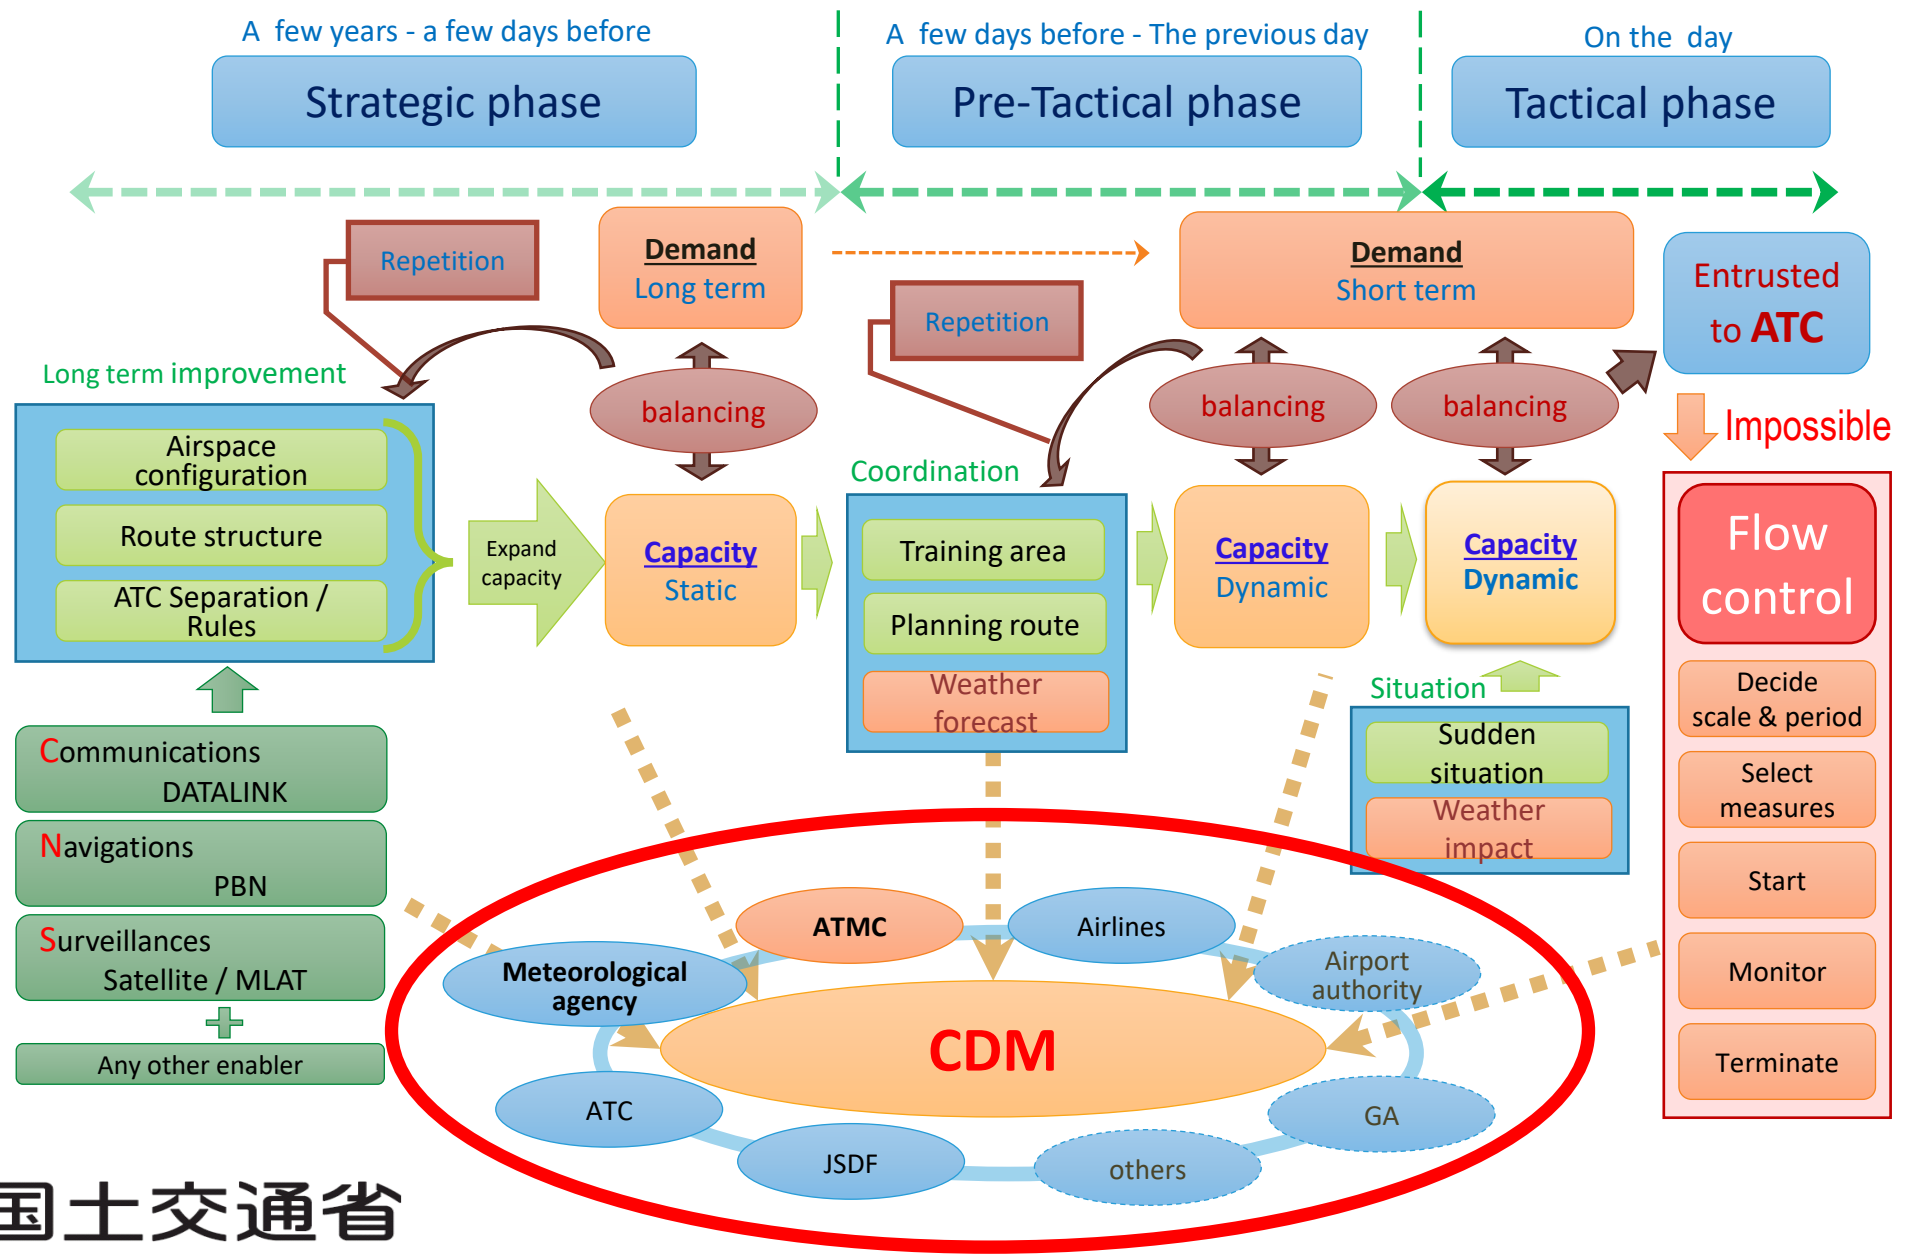 A few years - a few days before
A few days before - The previous day
On the day
Strategic phase
Pre-Tactical phase
Tactical phase
Repetition
Demand
Long term
Repetition
Demand
Short term
Entrusted
to ATC
Long term improvement
balancing
balancing
balancing
Impossible
Airspace
configuration
Route structure
ATC Separation /
Rules
Expand
capacity
Capacity
Static
Coordination
Training area
Planning route
Weather
forecast
Capacity
Dynamic
Capacity
Dynamic
Flow
control
Decide
scale & period
Select
measures
Start
Monitor
Terminate
Situation
Sudden
situation
Weather
impact
Communications
DATALINK
Navigations
PBN
Surveillances
Satellite / MLAT
Any other enabler
ATMC
Airlines
Meteorological
agency
Airport
authority
CDM
ATC
GA
JSDF
others
国土交通省